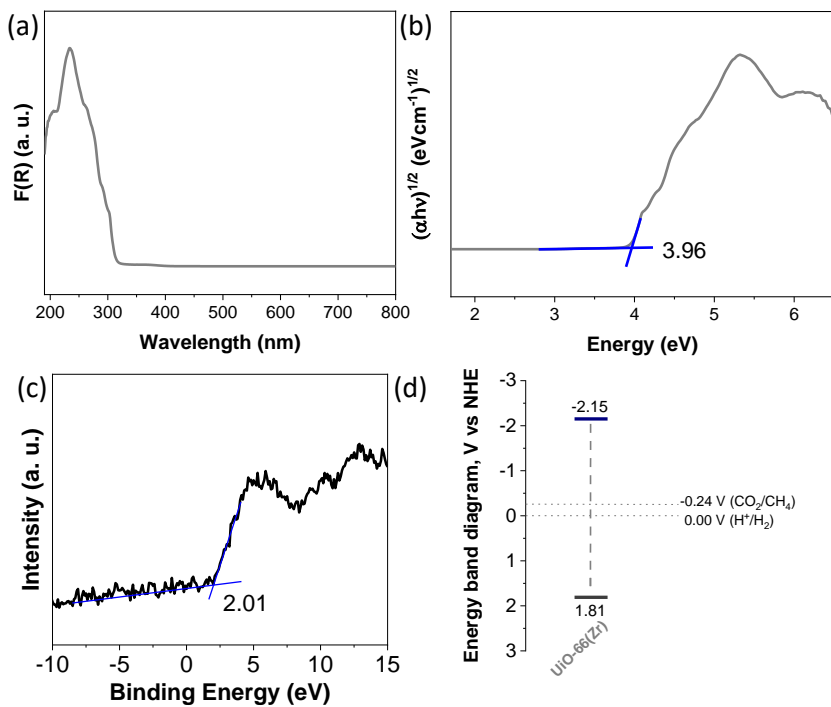 (a)
F(R) (a. u.)
200 300 400 500 600 700 800
Wavelength (nm)
(b)
(αhν)^1/2 (eVcm⁻¹)^1/2
3.96
2 3 4 5 6
Energy (eV)
(c)
Intensity (a. u.)
2.01
-10 -5 0 5 10 15
Binding Energy (eV)
(d)
Energy band diagram, V vs NHE
-3
-2
-1
0
1
2
3
-2.15
-0.24 V (CO₂/CH₄)
0.00 V (H⁺/H₂)
1.81
UiO-66(Zr)